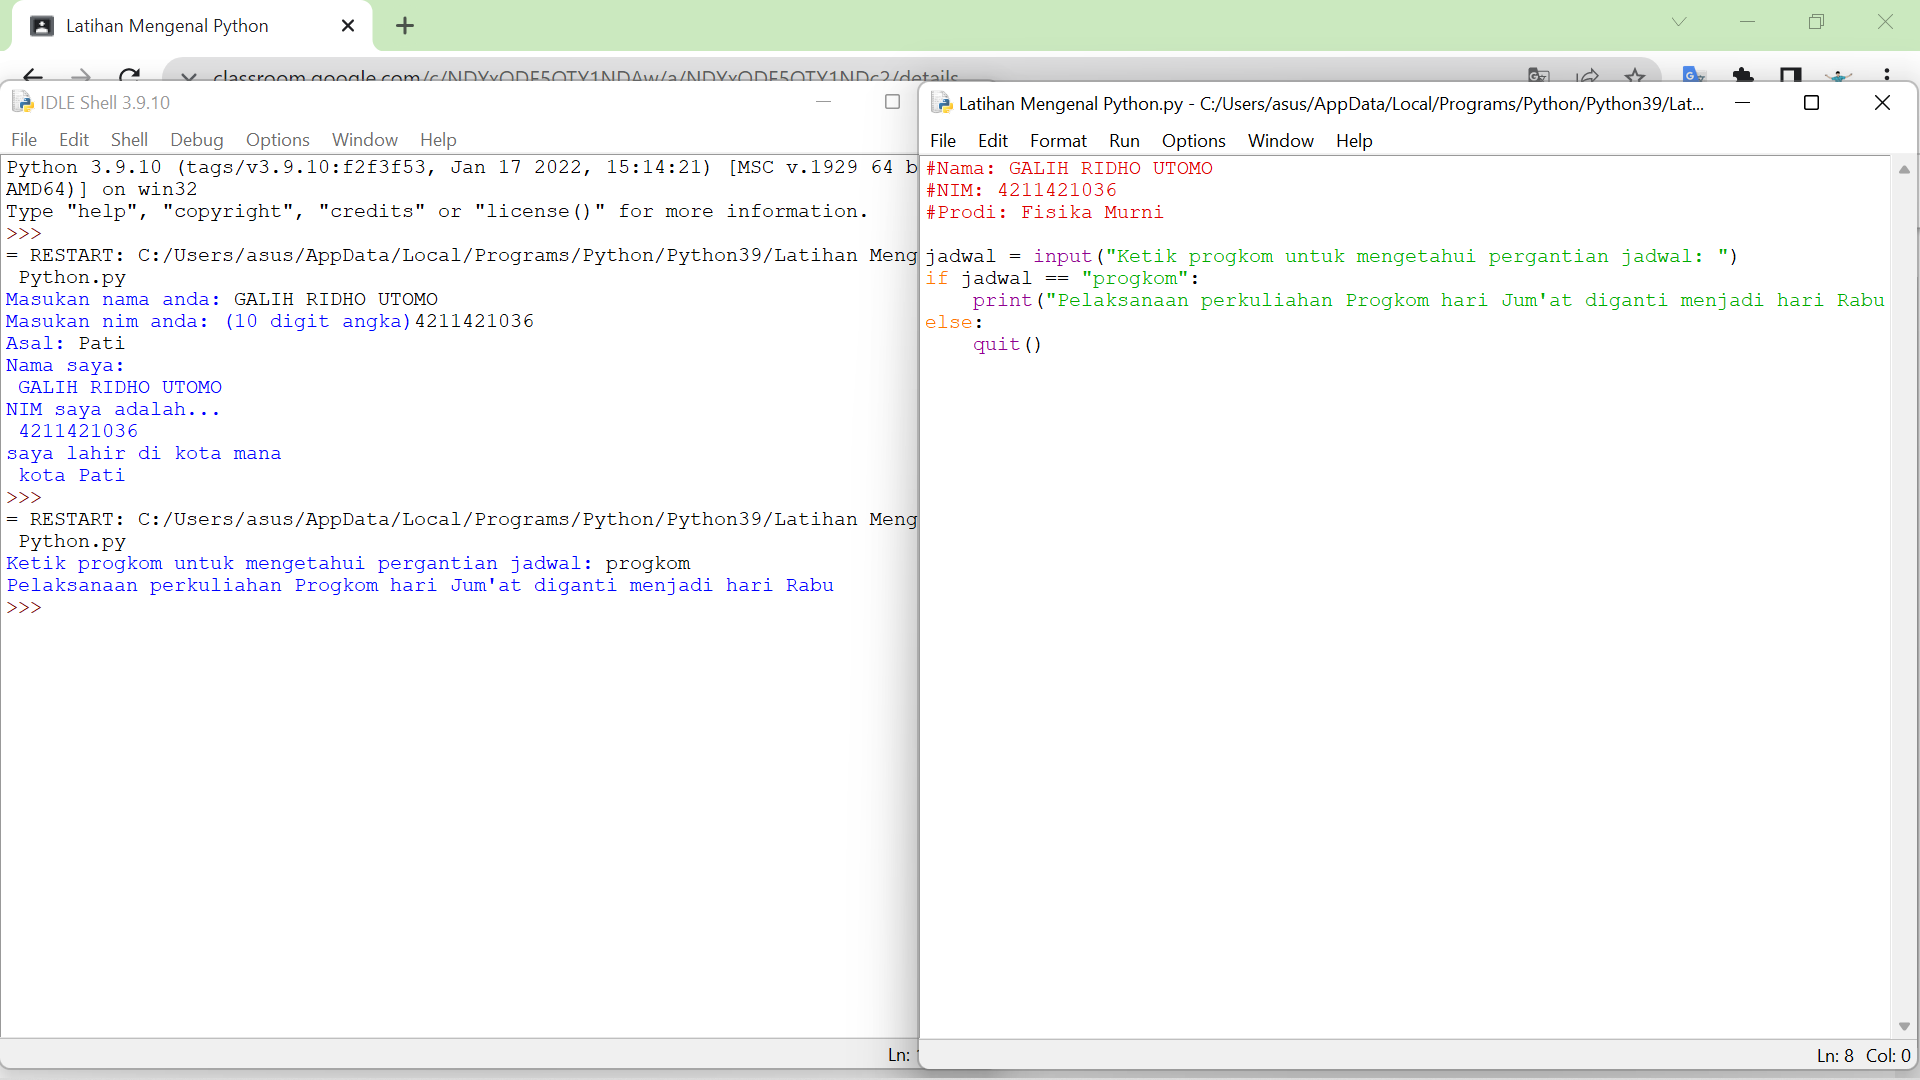 Latihan Mengenal Python
classroom.google.com/c/NDYxODE5OTY1NDAw/a/NDYxODE5OTY1NDc2/details
IDLE Shell 3.9.10
File Edit Shell Debug Options Window Help
Python 3.9.10 (tags/v3.9.10:f2f3f53, Jan 17 2022, 15:14:21) [MSC v.1929 64 b
AMD64)] on win32
Type "help", "copyright", "credits" or "license()" for more information.
>>>
= RESTART: C:/Users/asus/AppData/Local/Programs/Python/Python39/Latihan Meng
Python.py
Masukan nama anda: GALIH RIDHO UTOMO
Masukan nim anda: (10 digit angka)4211421036
Asal: Pati
Nama saya:
GALIH RIDHO UTOMO
NIM saya adalah...
4211421036
saya lahir di kota mana
kota Pati
>>>
= RESTART: C:/Users/asus/AppData/Local/Programs/Python/Python39/Latihan Meng
Python.py
Ketik progkom untuk mengetahui pergantian jadwal: progkom
Pelaksanaan perkuliahan Progkom hari Jum'at diganti menjadi hari Rabu
>>>
Ln:
Latihan Mengenal Python.py - C:/Users/asus/AppData/Local/Programs/Python/Python39/Lat...
File Edit Format Run Options Window Help
#Nama: GALIH RIDHO UTOMO
#NIM: 4211421036
#Prodi: Fisika Murni
jadwal = input("Ketik progkom untuk mengetahui pergantian jadwal: ")
if jadwal == "progkom":
    print("Pelaksanaan perkuliahan Progkom hari Jum'at diganti menjadi hari Rabu
else:
    quit()
Ln: 8 Col: 0